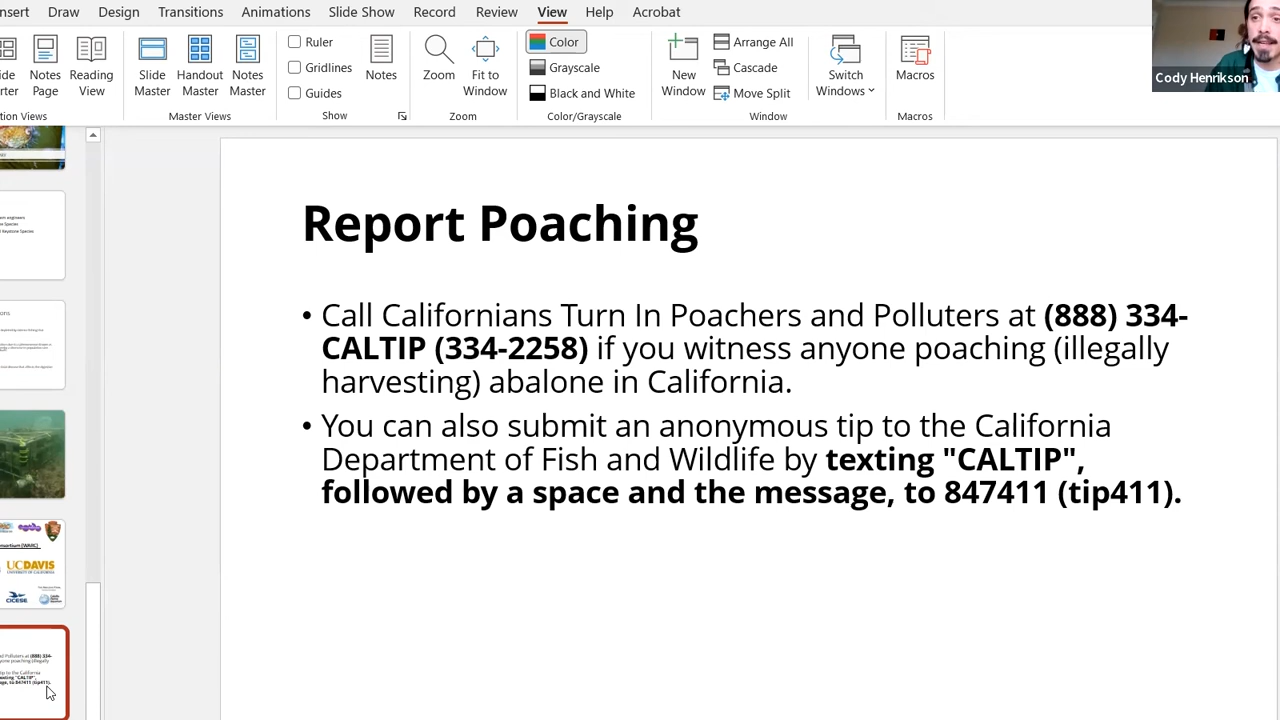 nsert Draw Design Transitions Animations Slide Show Record Review View Help Acrobat
Ruler
Gridlines
Guides
Notes Page
Reading View
Slide Master
Handout Master
Notes Master
Notes
Zoom
Fit to Window
Color
Grayscale
Black and White
New Window
Arrange All
Cascade
Move Split
Switch Windows
Macros
Master Views
Show
Zoom
Color/Grayscale
Window
Macros
Cody Henrikson
Report Poaching
• Call Californians Turn In Poachers and Polluters at (888) 334-
CALTIP (334-2258) if you witness anyone poaching (illegally
harvesting) abalone in California.
• You can also submit an anonymous tip to the California
Department of Fish and Wildlife by texting "CALTIP",
followed by a space and the message, to 847411 (tip411).
UCDAVIS
UNIVERSITY OF CALIFORNIA
CICESE